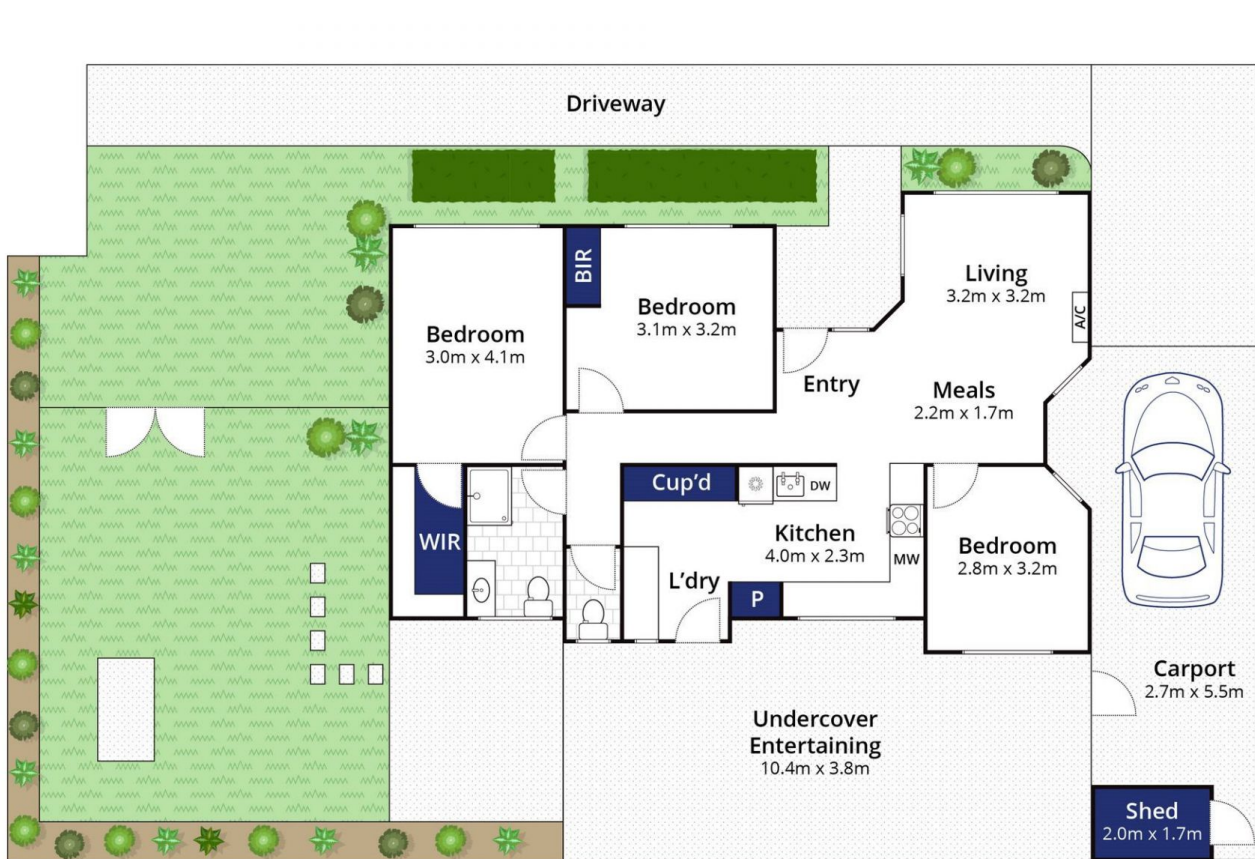 Driveway
BIR
Living
3.2m x 3.2m
A/C
Bedroom
3.1m x 3.2m
Bedroom
3.0m x 4.1m
Entry
Meals
2.2m x 1.7m
Cup'd
DW
Kitchen
4.0m x 2.3m
MW
WIR
Bedroom
2.8m x 3.2m
L'dry
P
Carport
2.7m x 5.5m
Undercover
Entertaining
10.4m x 3.8m
Shed
2.0m x 1.7m